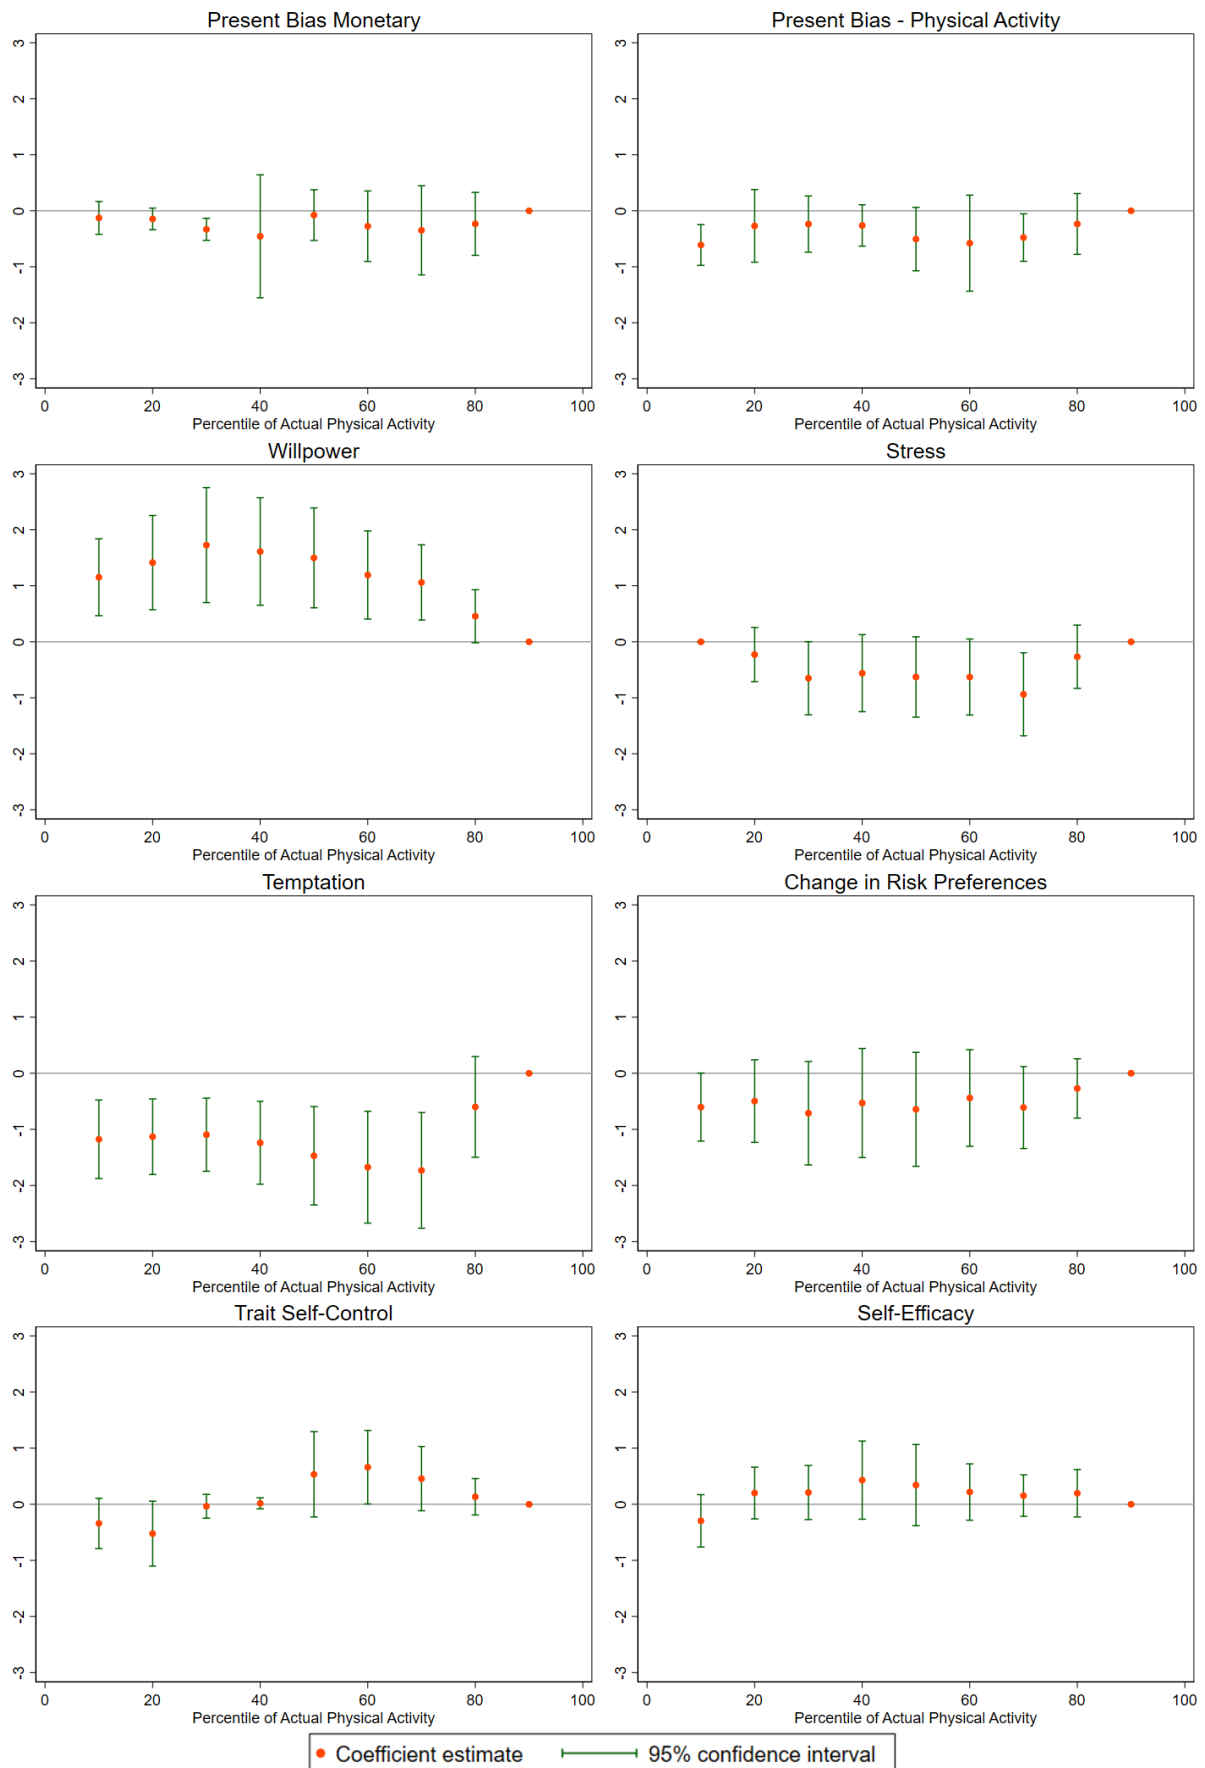 Present Bias Monetary
3
2
1
0
-1
-2
-3
0 20 40 60 80 100
Percentile of Actual Physical Activity
Present Bias - Physical Activity
3
2
1
0
-1
-2
-3
0 20 40 60 80 100
Percentile of Actual Physical Activity
Willpower
3
2
1
0
-1
-2
-3
0 20 40 60 80 100
Percentile of Actual Physical Activity
Stress
3
2
1
0
-1
-2
-3
0 20 40 60 80 100
Percentile of Actual Physical Activity
Temptation
3
2
1
0
-1
-2
-3
0 20 40 60 80 100
Percentile of Actual Physical Activity
Change in Risk Preferences
3
2
1
0
-1
-2
-3
0 20 40 60 80 100
Percentile of Actual Physical Activity
Trait Self-Control
3
2
1
0
-1
-2
-3
0 20 40 60 80 100
Percentile of Actual Physical Activity
Self-Efficacy
3
2
1
0
-1
-2
-3
0 20 40 60 80 100
Percentile of Actual Physical Activity
Coefficient estimate 95% confidence interval